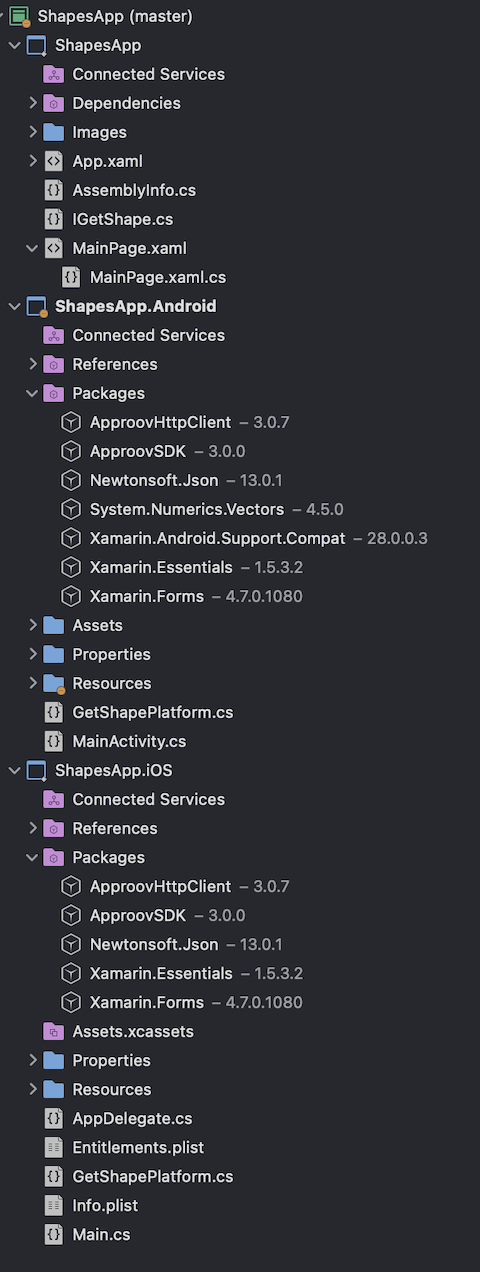 ShapesApp (master)
ShapesApp
Connected Services
Dependencies
Images
App.xaml
AssemblyInfo.cs
IGetShape.cs
MainPage.xaml
MainPage.xaml.cs
ShapesApp.Android
Connected Services
References
Packages
ApproovHttpClient – 3.0.7
ApproovSDK – 3.0.0
Newtonsoft.Json – 13.0.1
System.Numerics.Vectors – 4.5.0
Xamarin.Android.Support.Compat – 28.0.0.3
Xamarin.Essentials – 1.5.3.2
Xamarin.Forms – 4.7.0.1080
Assets
Properties
Resources
GetShapePlatform.cs
MainActivity.cs
ShapesApp.iOS
Connected Services
References
Packages
ApproovHttpClient – 3.0.7
ApproovSDK – 3.0.0
Newtonsoft.Json – 13.0.1
Xamarin.Essentials – 1.5.3.2
Xamarin.Forms – 4.7.0.1080
Assets.xcassets
Properties
Resources
AppDelegate.cs
Entitlements.plist
GetShapePlatform.cs
Info.plist
Main.cs